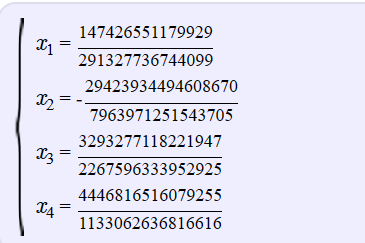 x₁ = 147426551179929 / 291327736744099
x₂ = - 29423934494608670 / 7963971251543705
x₃ = 3293277118221947 / 2267596333952925
x₄ = 4446816516079255 / 1133062636816616